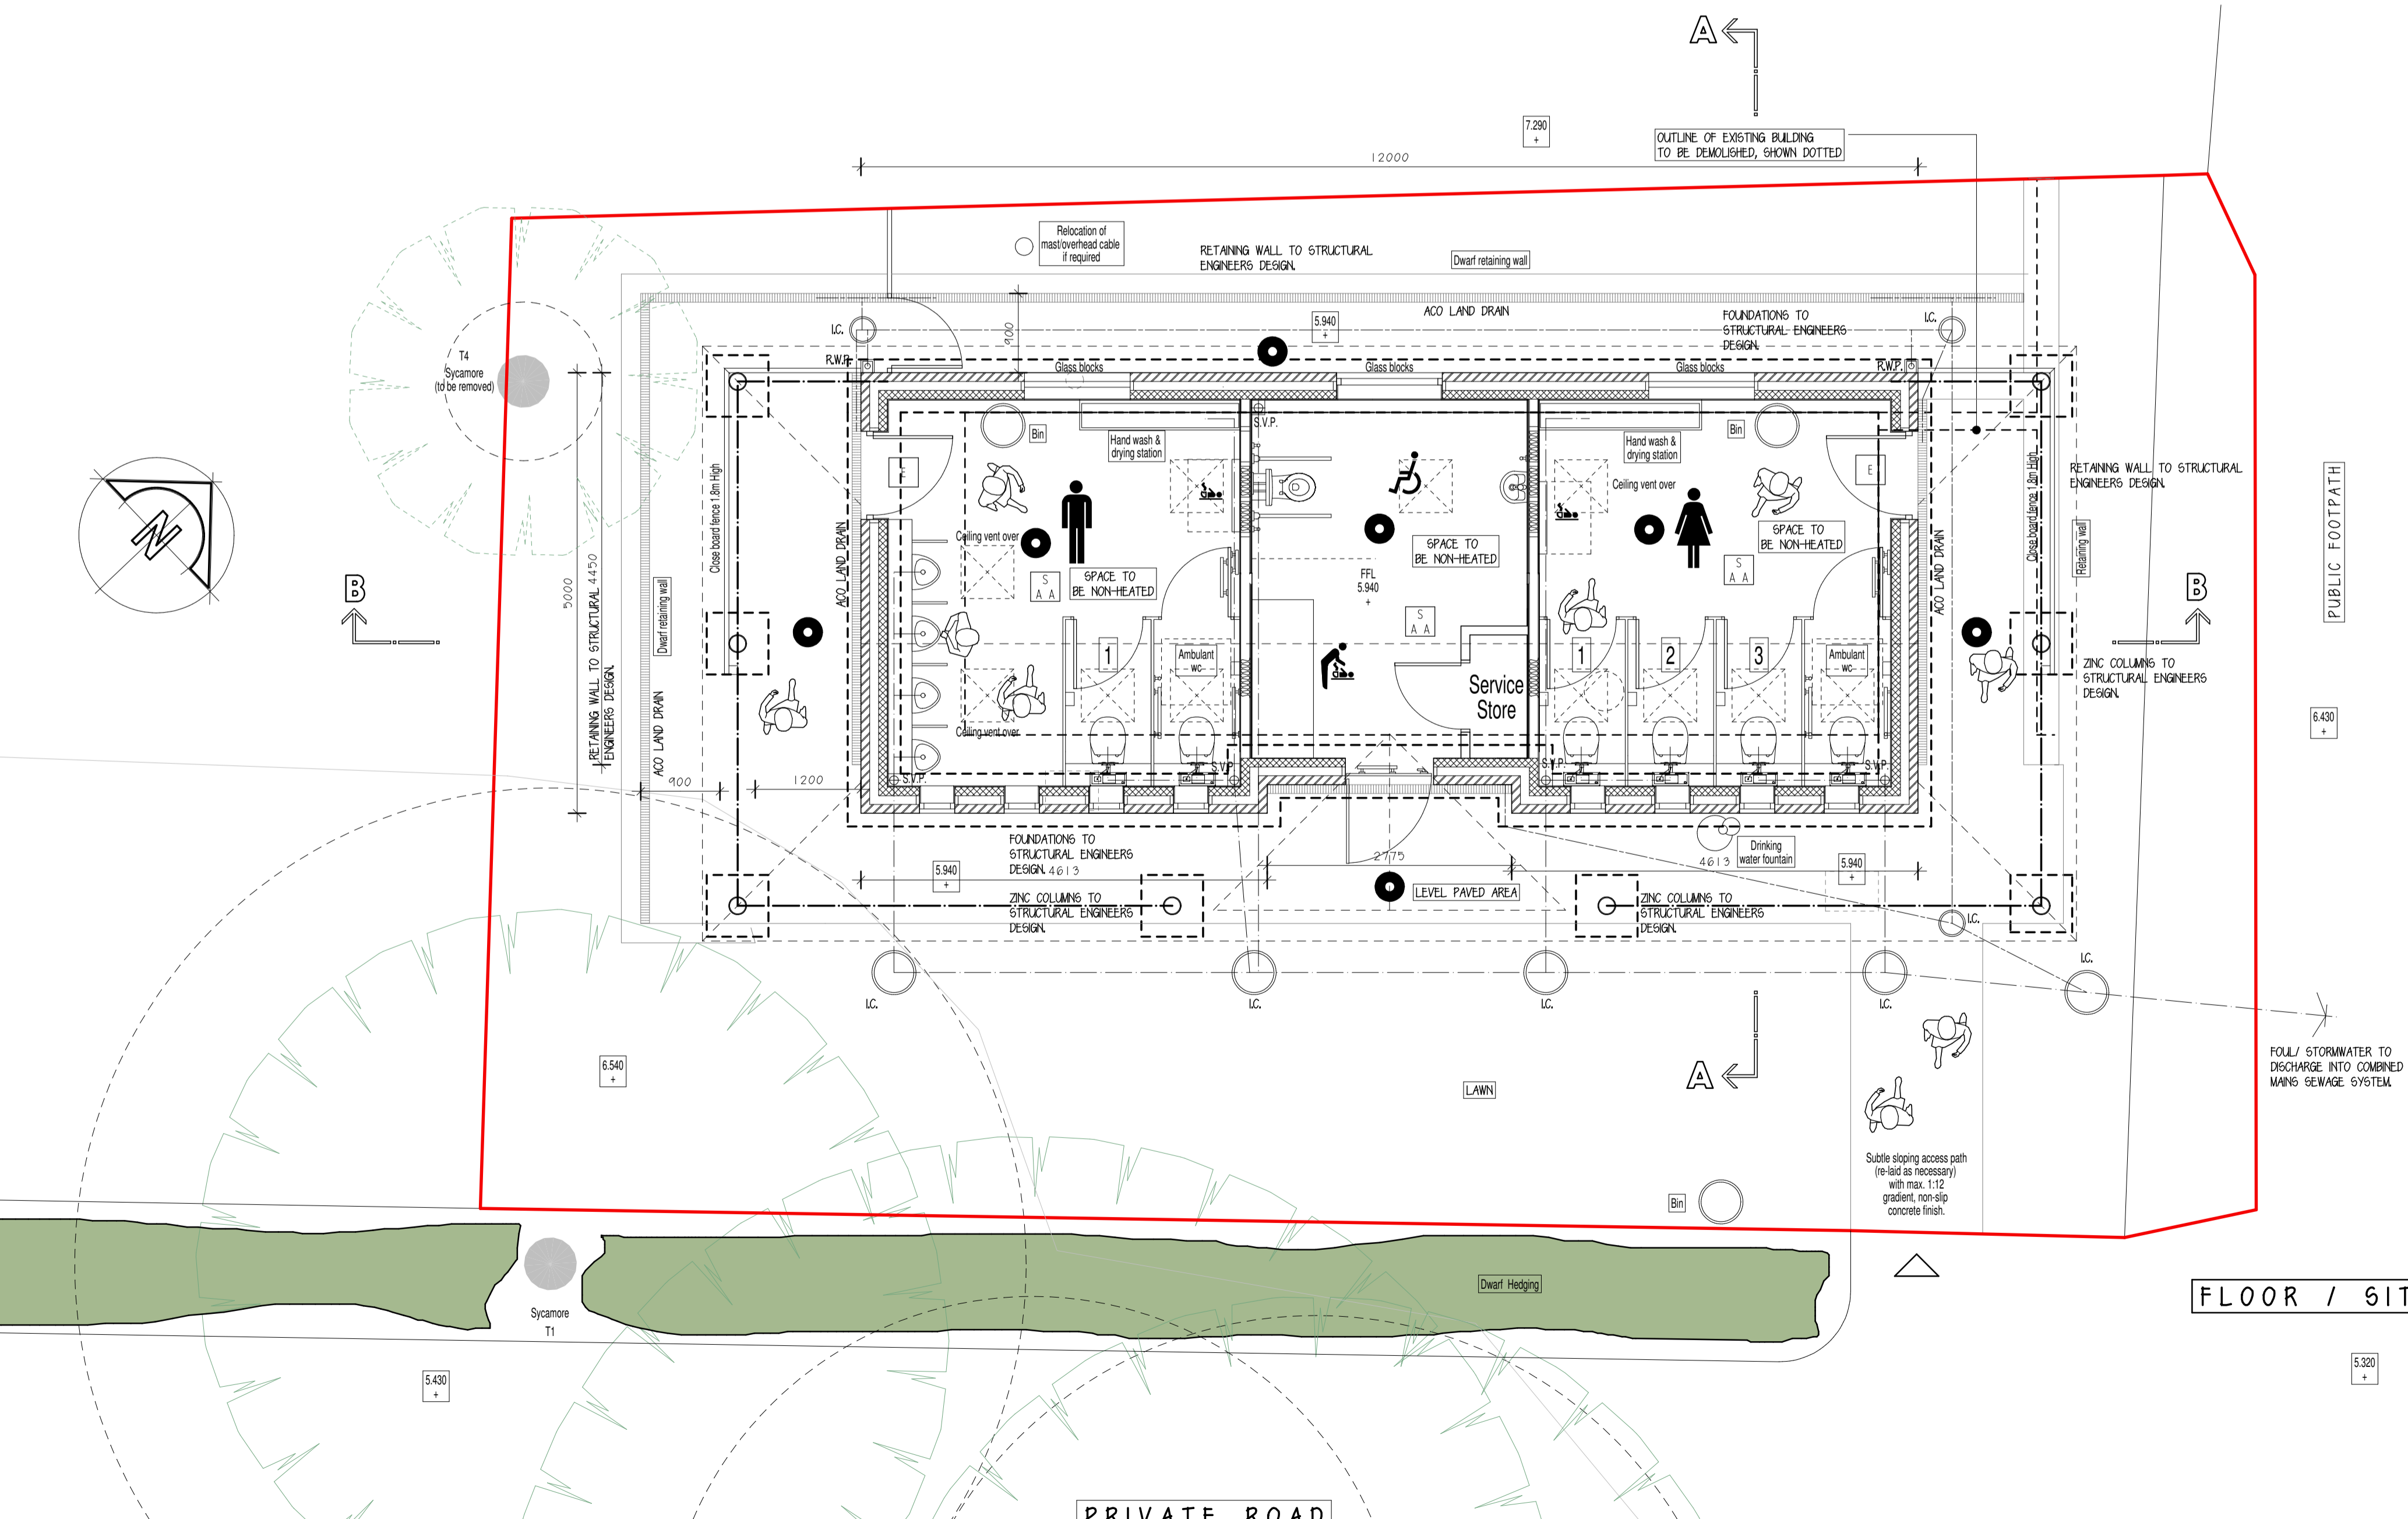 A
7.290
+
OUTLINE OF EXISTING BUILDING
TO BE DEMOLISHED, SHOWN DOTTED
12000
Relocation of
mast/overhead cable
if required
RETAINING WALL TO STRUCTURAL
ENGINEERS DESIGN.
Dwarf retaining wall
ACO LAND DRAIN
5.940
+
FOUNDATIONS TO
STRUCTURAL ENGINEERS
DESIGN.
I.C.
I.C.
900
R.W.P.
R.W.P.
Glass blocks
Glass blocks
Glass blocks
T4
Sycamore
(to be removed)
N
S.V.P.
Bin
Hand wash &
drying station
Hand wash &
drying station
Bin
E
Ceiling vent over
Ceiling vent over
SPACE TO
BE NON-HEATED
SPACE TO
BE NON-HEATED
SPACE TO
BE NON-HEATED
S
A A
S
A A
S
A A
FFL
5.940
+
Close board fence 1.8m High
Close board fence 1.8m High
RETAINING WALL TO STRUCTURAL
ENGINEERS DESIGN.
Retaining wall
PUBLIC FOOTPATH
ACO LAND DRAIN
ACO LAND DRAIN
5000
4450
RETAINING WALL TO STRUCTURAL
ENGINEERS DESIGN.
Dwarf retaining wall
ACO LAND DRAIN
B
B
1
Ambulant
wc
1
2
3
Ambulant
wc
Service
Store
Ceiling vent over
ZINC COLUMNS TO
STRUCTURAL ENGINEERS
DESIGN.
6.430
+
S.V.P.
S.V.P.
S.V.P.
S.V.P.
900
1200
FOUNDATIONS TO
STRUCTURAL ENGINEERS
DESIGN.
4613
2775
4613
Drinking
water fountain
5.940
+
5.940
+
LEVEL PAVED AREA
ZINC COLUMNS TO
STRUCTURAL ENGINEERS
DESIGN.
ZINC COLUMNS TO
STRUCTURAL ENGINEERS
DESIGN.
I.C.
I.C.
I.C.
I.C.
I.C.
I.C.
FOUL/ STORMWATER TO
DISCHARGE INTO COMBINED
MAINS SEWAGE SYSTEM.
6.540
+
A
LAWN
Subtle sloping access path
(re-laid as necessary)
with max. 1:12
gradient, non-slip
concrete finish.
Bin
Dwarf Hedging
Sycamore
T1
FLOOR / SIT
5.430
+
5.320
+
PRIVATE ROAD